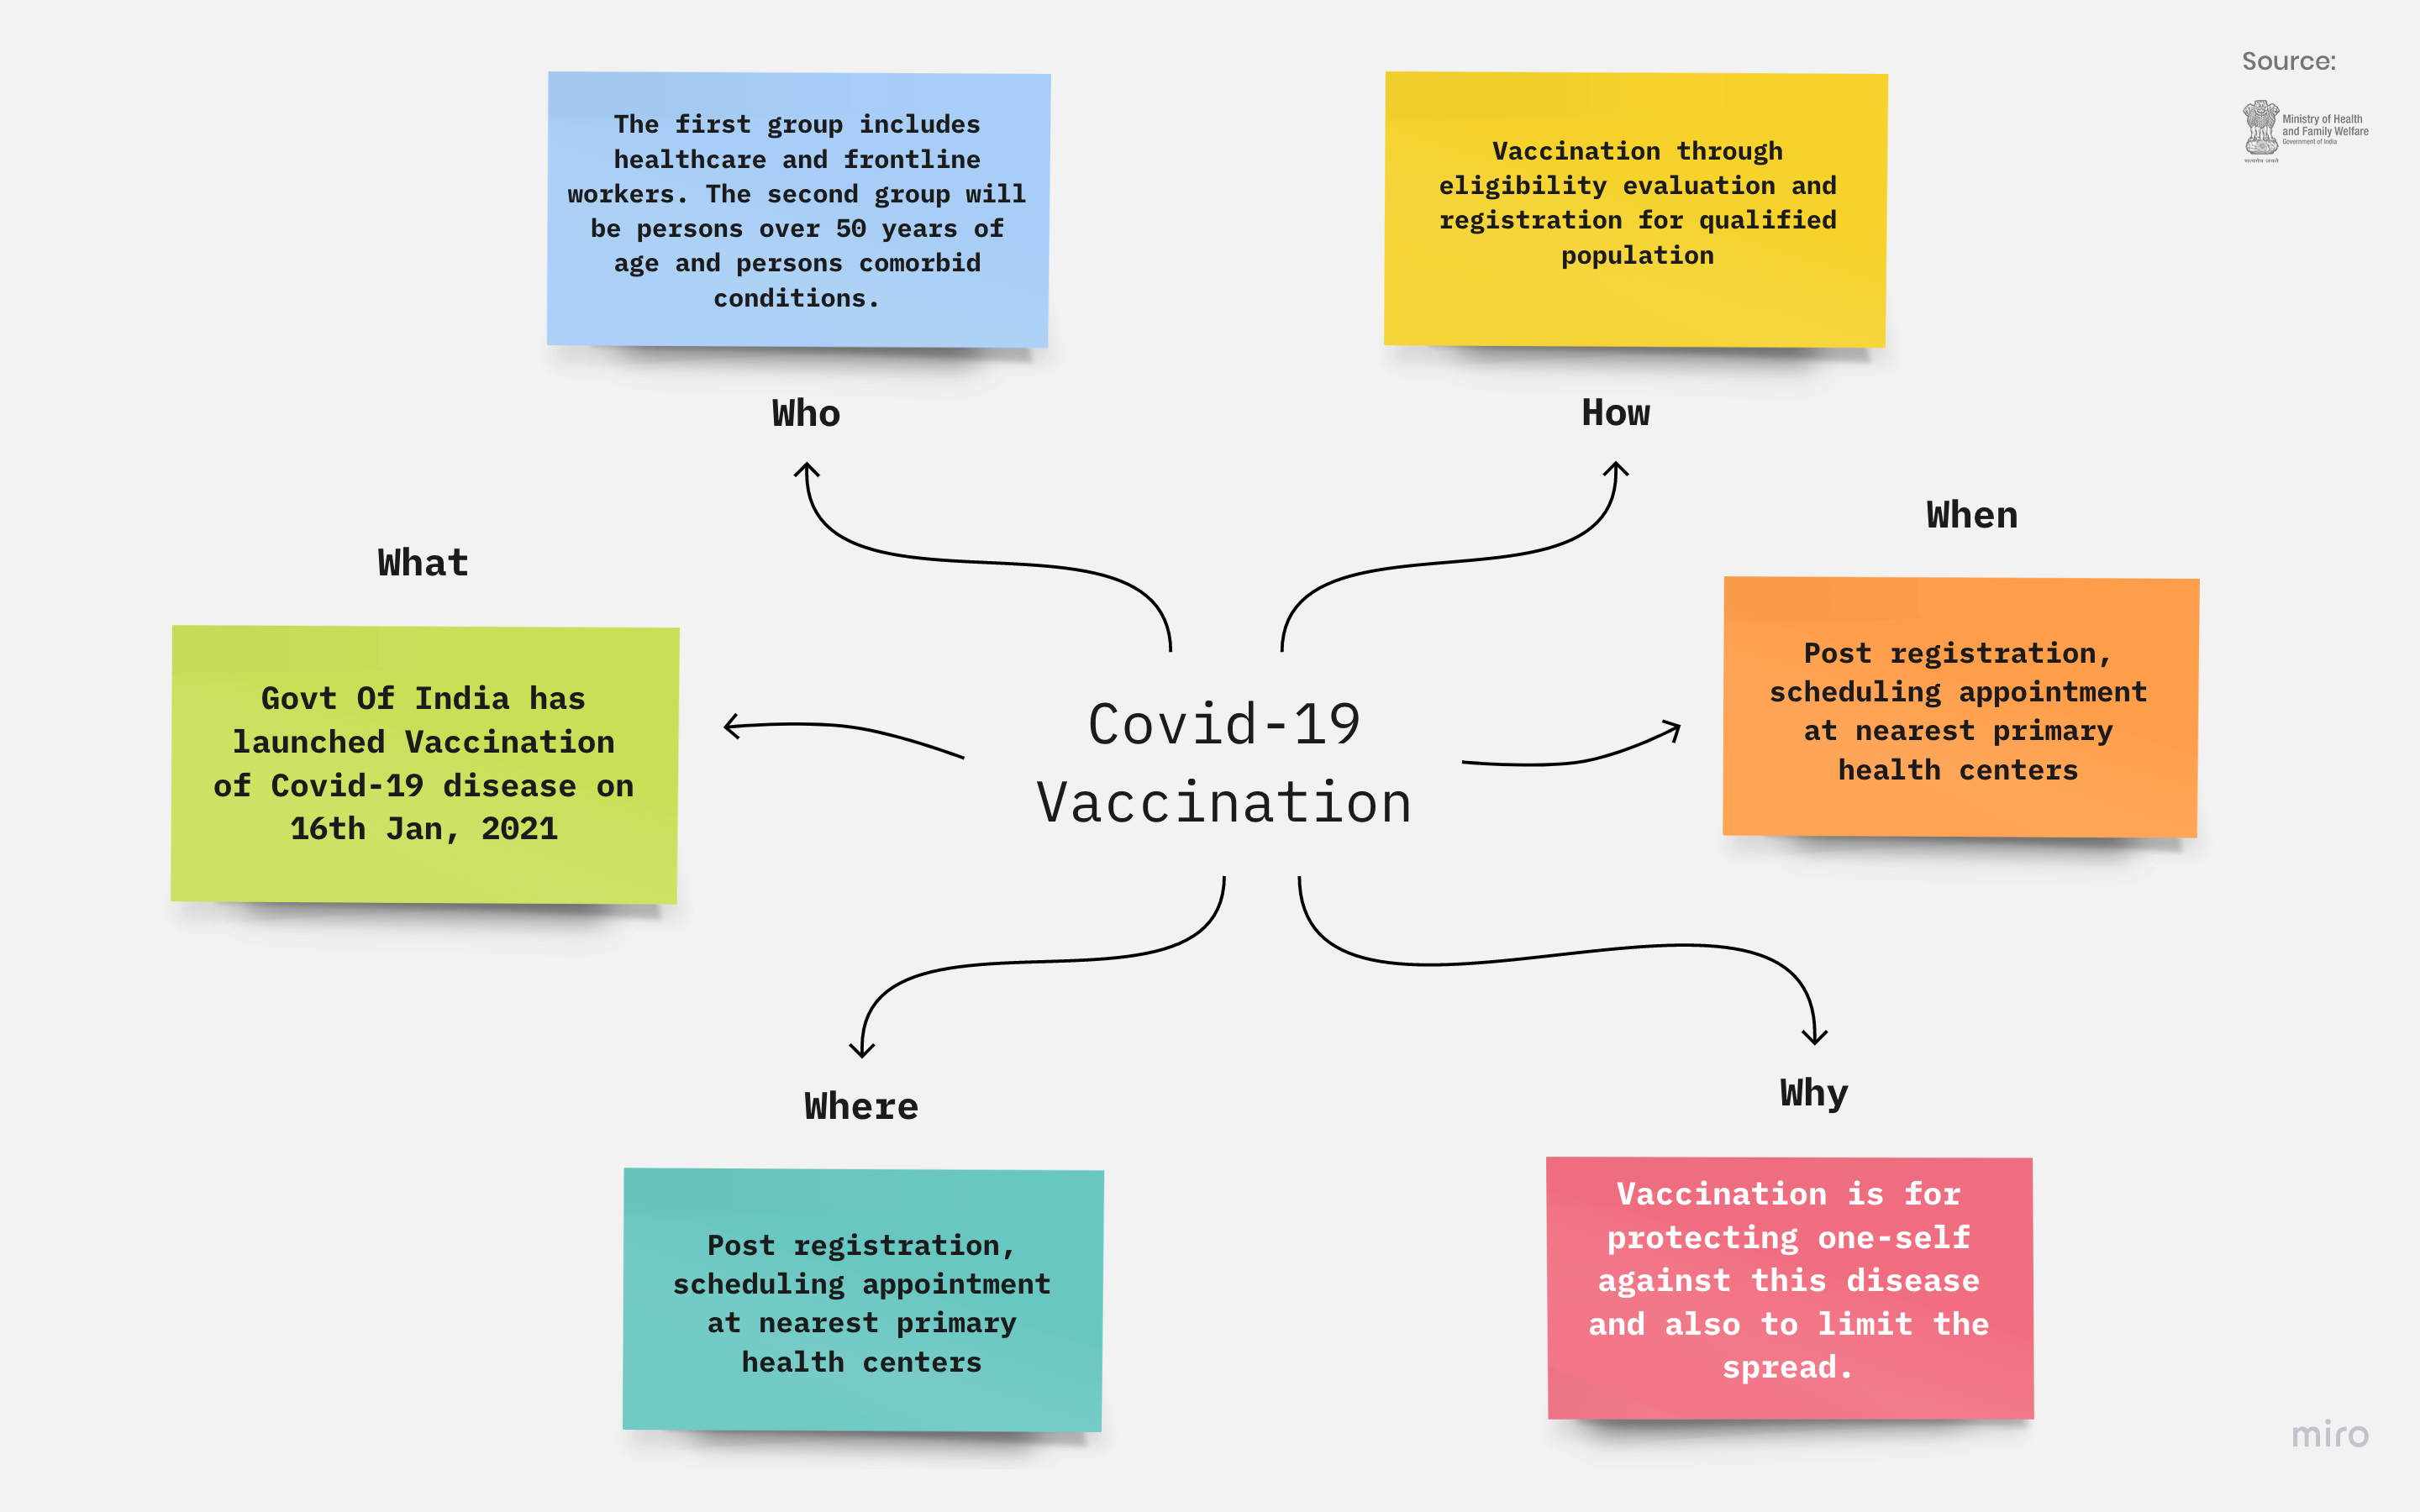 Source:
Ministry of Health
and Family Welfare
Government of India
सत्यमेव जयते
The first group includes
healthcare and frontline
workers. The second group will
be persons over 50 years of
age and persons comorbid
conditions.
Who
Vaccination through
eligibility evaluation and
registration for qualified
population
How
What
Govt Of India has
launched Vaccination
of Covid-19 disease on
16th Jan, 2021
Covid-19
Vaccination
When
Post registration,
scheduling appointment
at nearest primary
health centers
Where
Post registration,
scheduling appointment
at nearest primary
health centers
Why
Vaccination is for
protecting one-self
against this disease
and also to limit the
spread.
miro